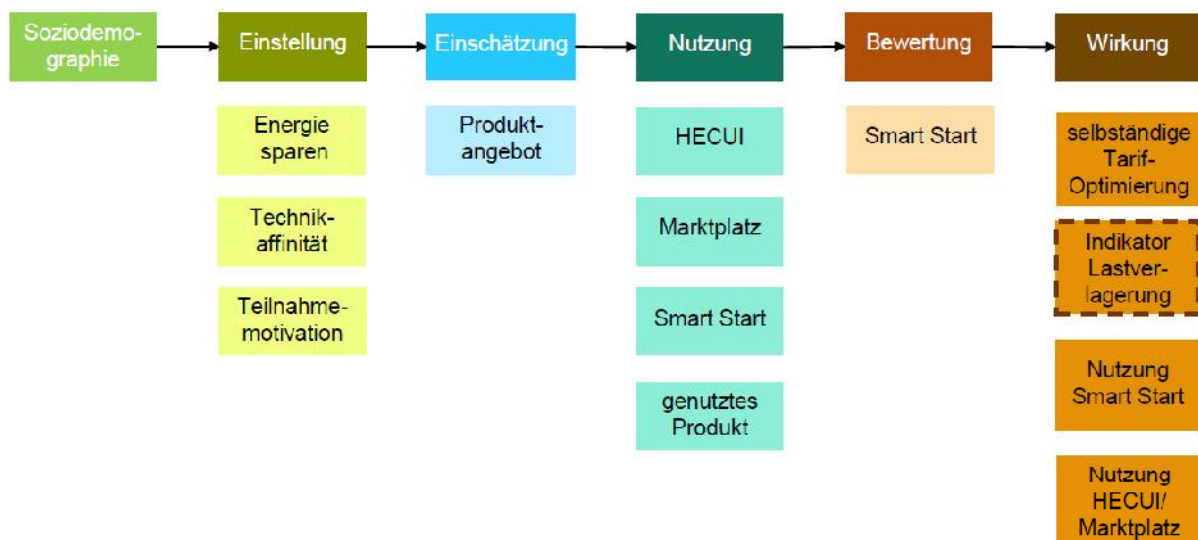 Soziodemo-
graphie
Einstellung
Einschätzung
Nutzung
Bewertung
Wirkung
Energie
sparen
Technik-
affinität
Teilnahme-
motivation
Produkt-
angebot
HECUI
Marktplatz
Smart Start
genutztes
Produkt
Smart Start
selbständige
Tarif-
Optimierung
Indikator
Lastver-
lagerung
Nutzung
Smart Start
Nutzung
HECUI/
Marktplatz